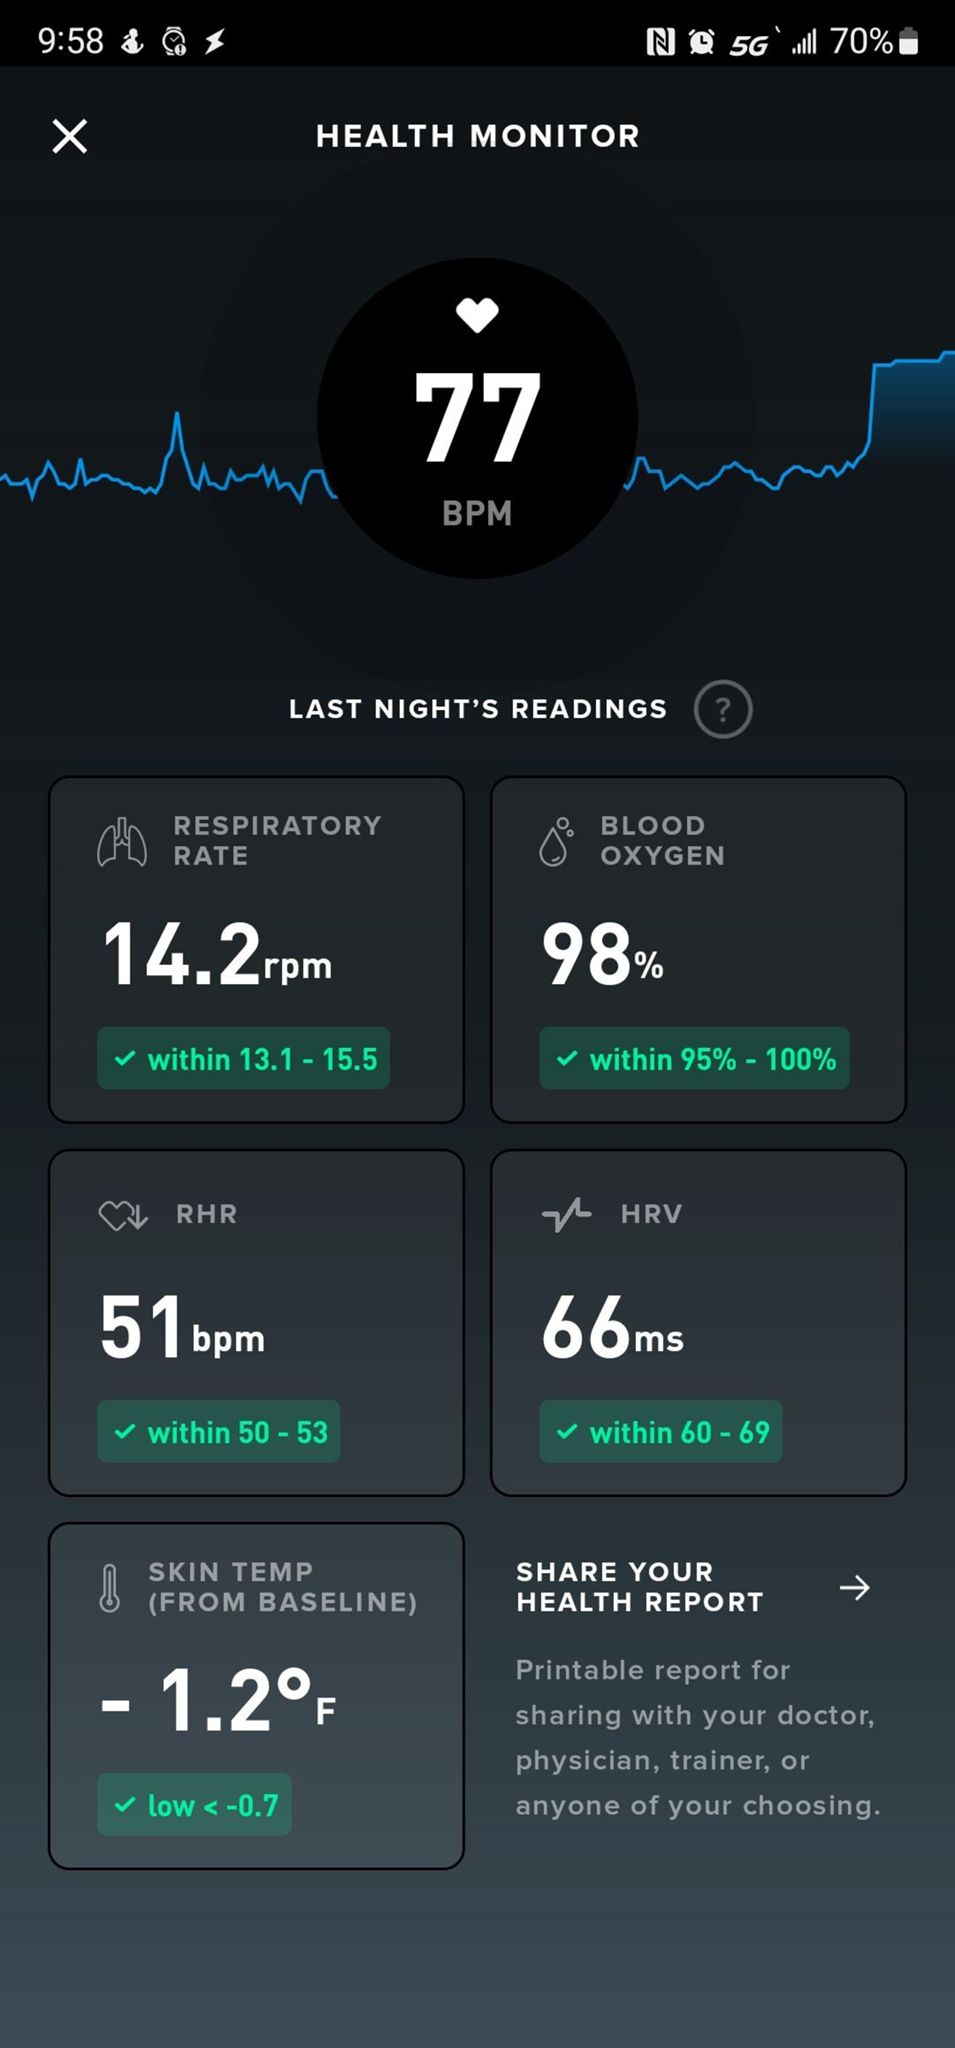 9:58
5G 70%
HEALTH MONITOR
77
BPM
LAST NIGHT’S READINGS ?
RESPIRATORY
RATE
14.2rpm
within 13.1 - 15.5
BLOOD
OXYGEN
98%
within 95% - 100%
RHR
51bpm
within 50 - 53
HRV
66ms
within 60 - 69
SKIN TEMP
(FROM BASELINE)
- 1.2°F
low < -0.7
SHARE YOUR
HEALTH REPORT
Printable report for
sharing with your doctor,
physician, trainer, or
anyone of your choosing.